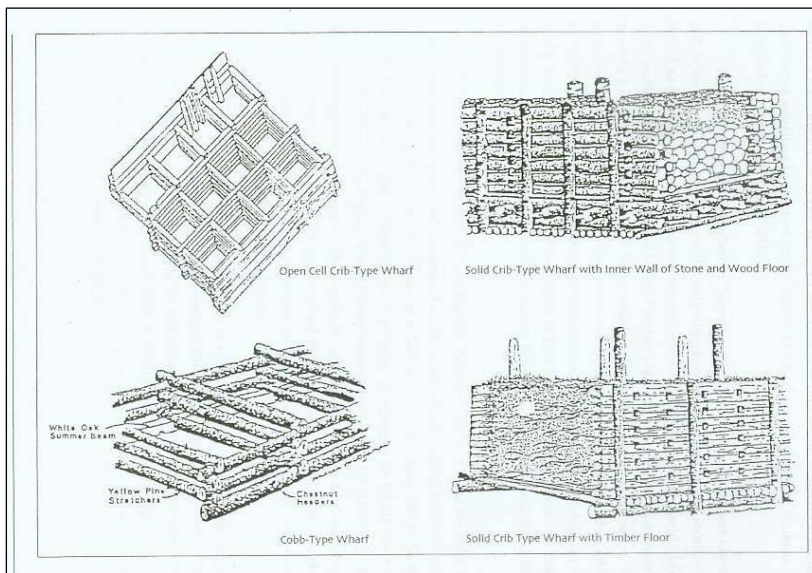 Open Cell Crib-Type Wharf
Solid Crib-Type Wharf with Inner Wall of Stone and Wood Floor
White Oak
Summer beam
Yellow Pine
Stretchers
Chestnut
Headers
Cobb-Type Wharf
Solid Crib Type Wharf with Timber Floor